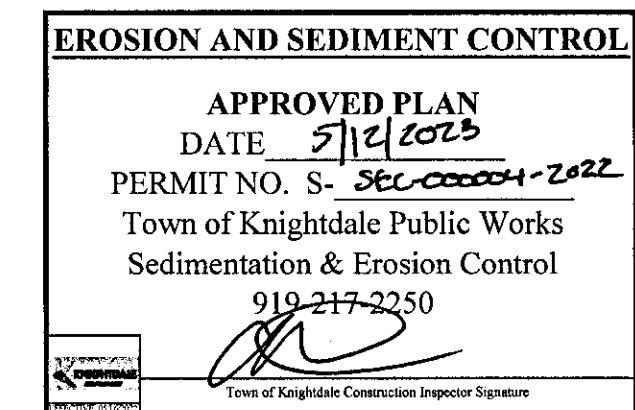 EROSION AND SEDIMENT CONTROL
APPROVED PLAN
DATE 5/12/2023
PERMIT NO. S- SEC-000004-2022
Town of Knightdale Public Works
Sedimentation & Erosion Control
919-217-2250
KNIGHTDALE
Town of Knightdale Construction Inspector Signature